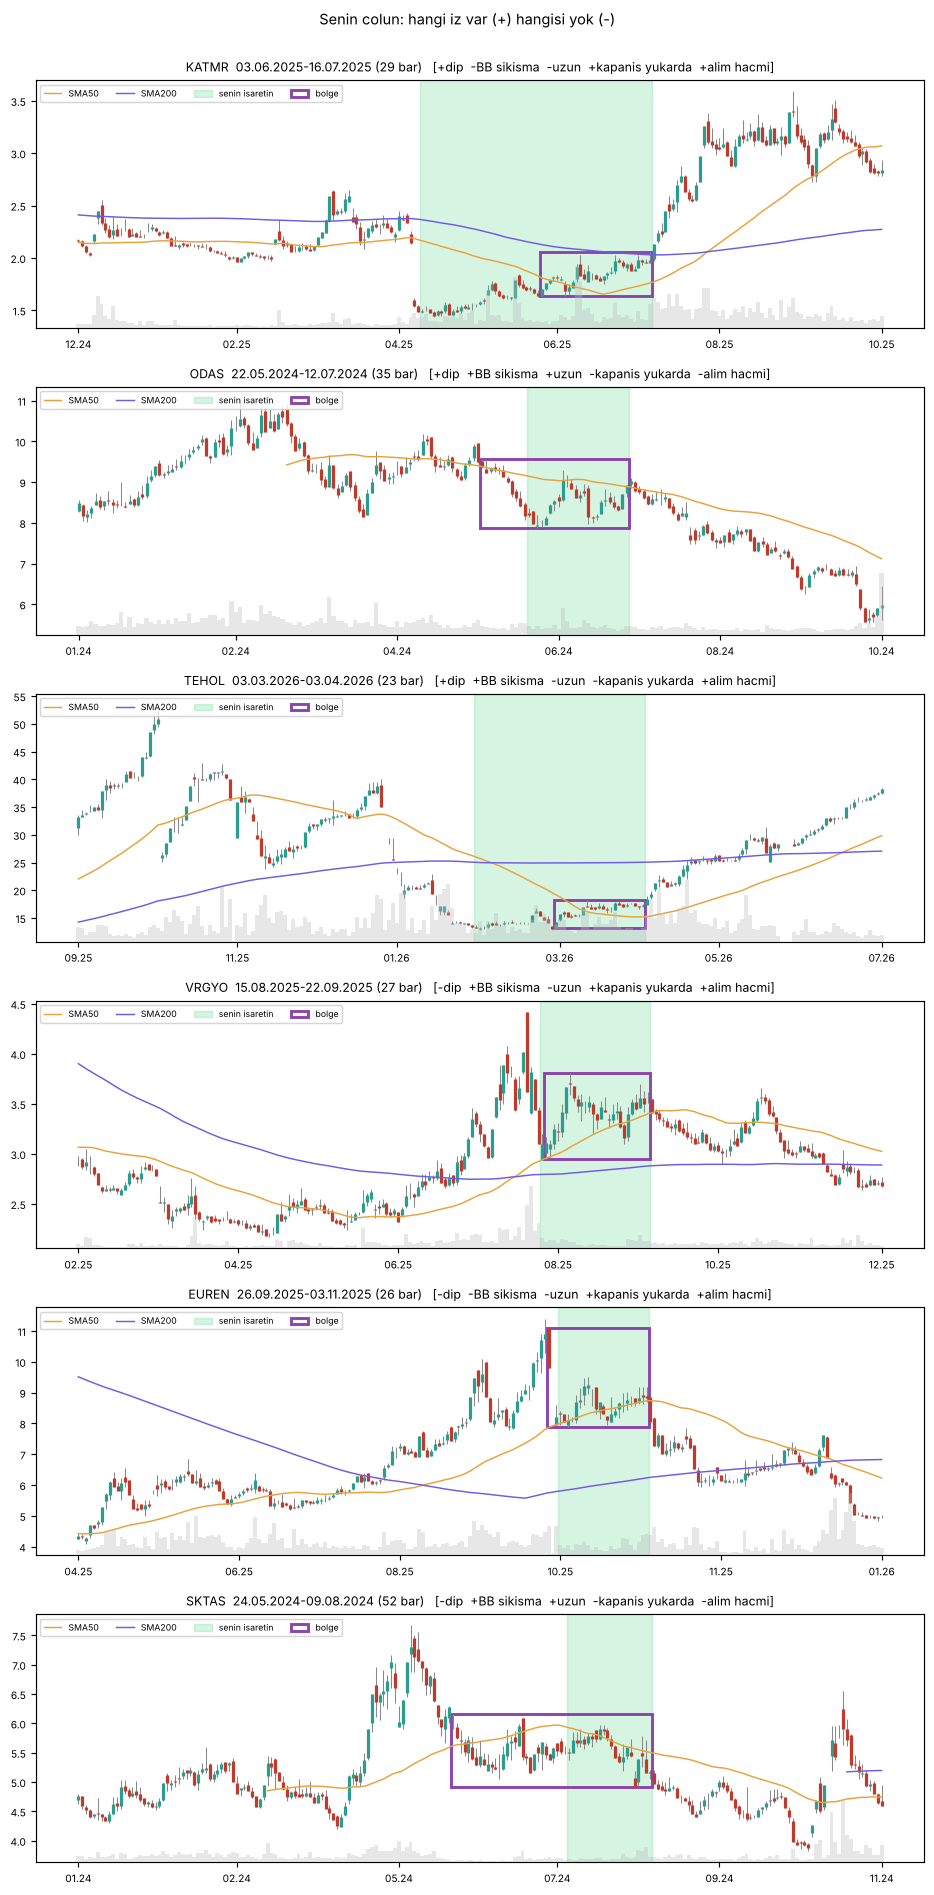 Senin colun: hangi iz var (+) hangisi yok (-)
KATMR  03.06.2025-16.07.2025 (29 bar)   [+dip  -BB sikisma  -uzun  +kapanis yukarda  +alim hacmi]
SMA50  SMA200  senin isaretin  bolge
3.5
3.0
2.5
2.0
1.5
12.24  02.25  04.25  06.25  08.25  10.25
ODAS  22.05.2024-12.07.2024 (35 bar)   [+dip  +BB sikisma  +uzun  -kapanis yukarda  -alim hacmi]
SMA50  SMA200  senin isaretin  bolge
11
10
9
8
7
6
01.24  02.24  04.24  06.24  08.24  10.24
TEHOL  03.03.2026-03.04.2026 (23 bar)   [+dip  +BB sikisma  -uzun  -kapanis yukarda  +alim hacmi]
SMA50  SMA200  senin isaretin  bolge
55
50
45
40
35
30
25
20
15
09.25  11.25  01.26  03.26  05.26  07.26
VRGYO  15.08.2025-22.09.2025 (27 bar)   [-dip  +BB sikisma  -uzun  +kapanis yukarda  +alim hacmi]
SMA50  SMA200  senin isaretin  bolge
4.5
4.0
3.5
3.0
2.5
02.25  04.25  06.25  08.25  10.25  12.25
EUREN  26.09.2025-03.11.2025 (26 bar)   [-dip  -BB sikisma  -uzun  +kapanis yukarda  +alim hacmi]
SMA50  SMA200  senin isaretin  bolge
11
10
9
8
7
6
5
4
04.25  06.25  08.25  10.25  11.25  01.26
SKTAS  24.05.2024-09.08.2024 (52 bar)   [-dip  +BB sikisma  +uzun  -kapanis yukarda  -alim hacmi]
SMA50  SMA200  senin isaretin  bolge
7.5
7.0
6.5
6.0
5.5
5.0
4.5
4.0
01.24  02.24  05.24  07.24  09.24  11.24